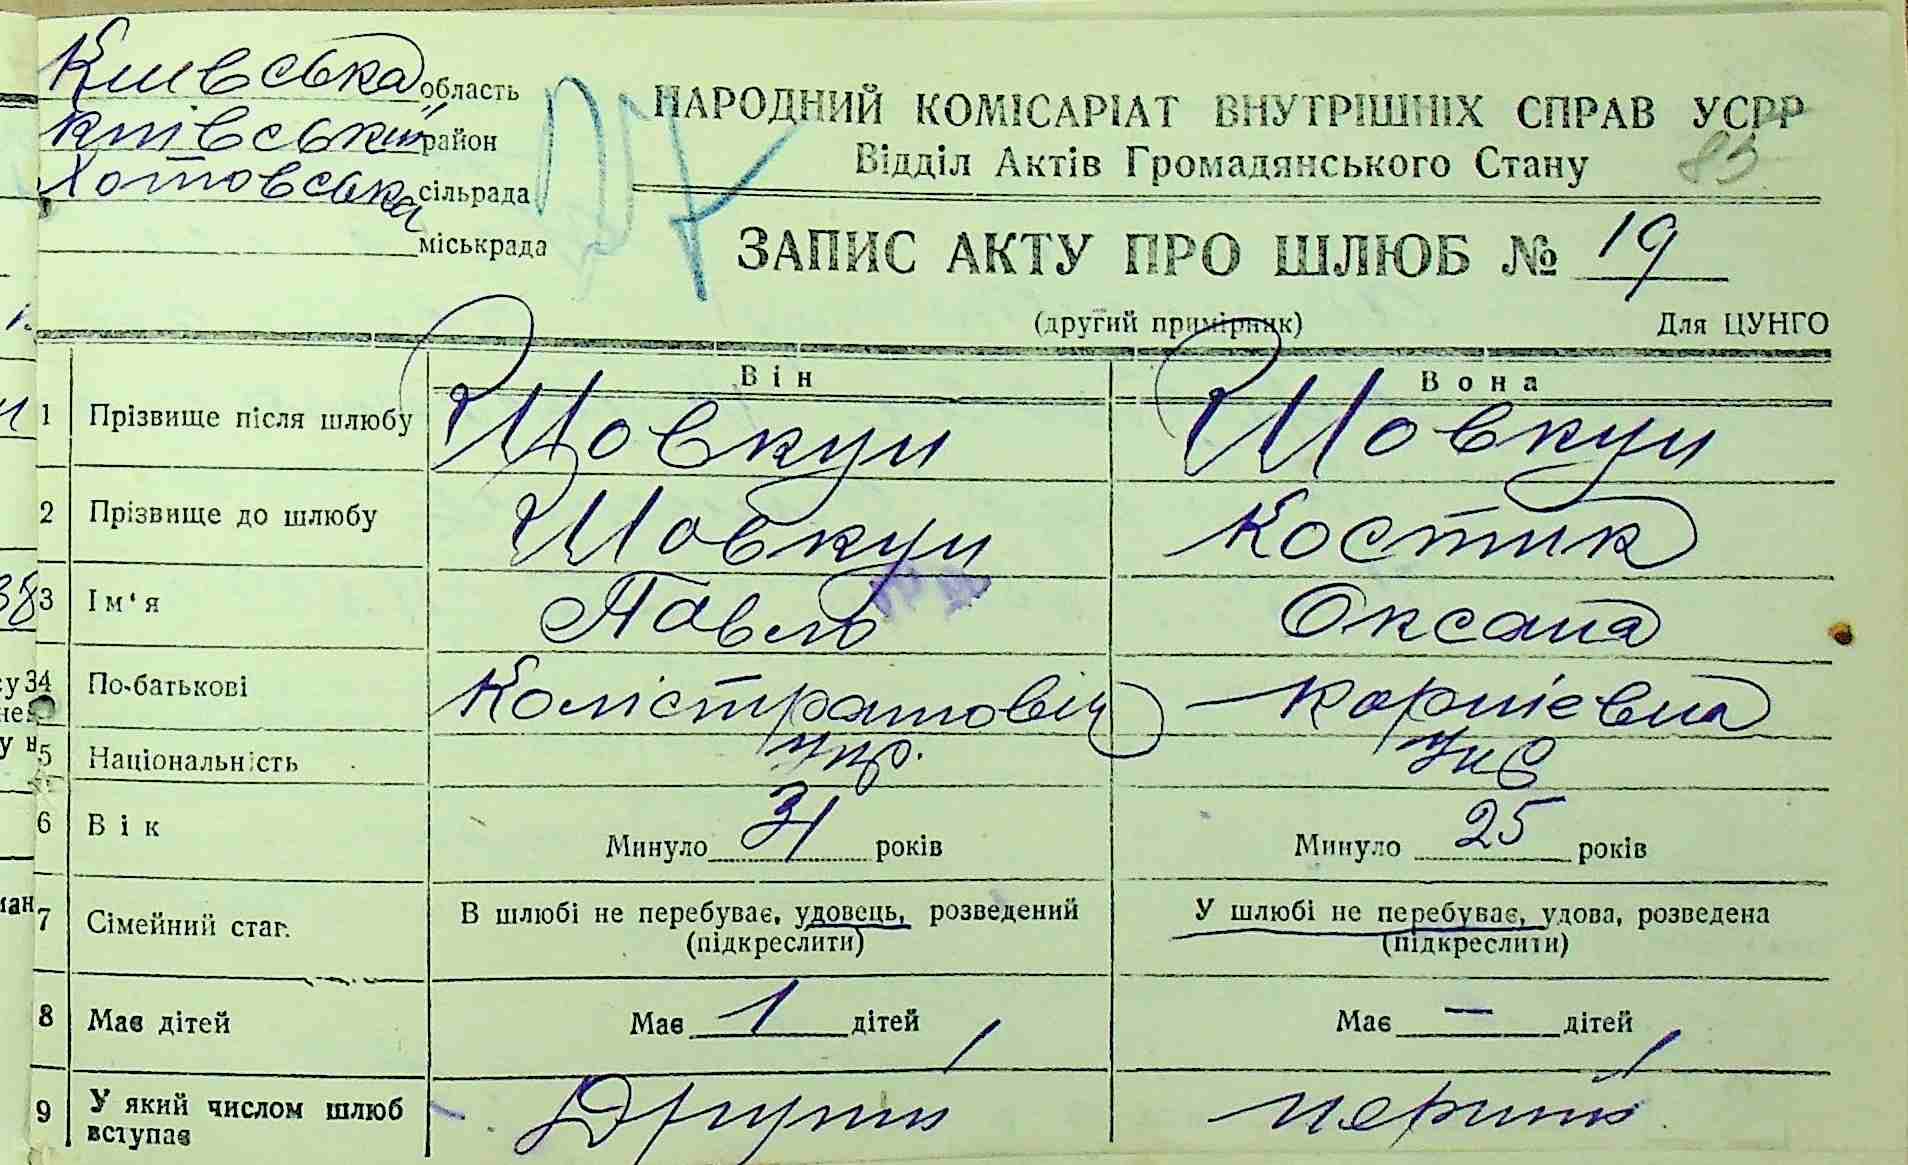 Київська область
київський район
Хотовська сільрада
міськрада
НАРОДНИЙ КОМІСАРІАТ ВНУТРІШНІХ СПРАВ УСРР
Відділ Актів Громадянського Стану
83
ЗАПИС АКТУ ПРО ШЛЮБ № 19
(другий примірник) Для ЦУНГО
Він Вона
1 Прізвище після шлюбу Шовкун Шовкун
2 Прізвище до шлюбу Шовкун Костик
3 Ім'я Павло Оксана
4 По-батькові Калістратовіч Корнієвна
5 Національність укр. укр
6 Вік Минуло 31 років Минуло 25 років
7 Сімейний стан. В шлюбі не перебуває, удовець, розведений У шлюбі не перебуває, удова, розведена
(підкреслити) (підкреслити)
8 Має дітей Має 1 дітей Має — дітей
9 У який числом шлюб вступає Другий перший